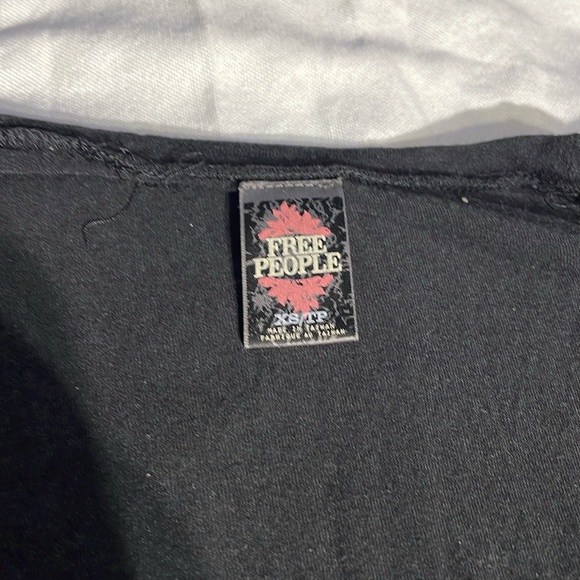 FREE
PEOPLE
XS/TP
MADE IN TAIWAN
FABRIQUE AU TAIWAN